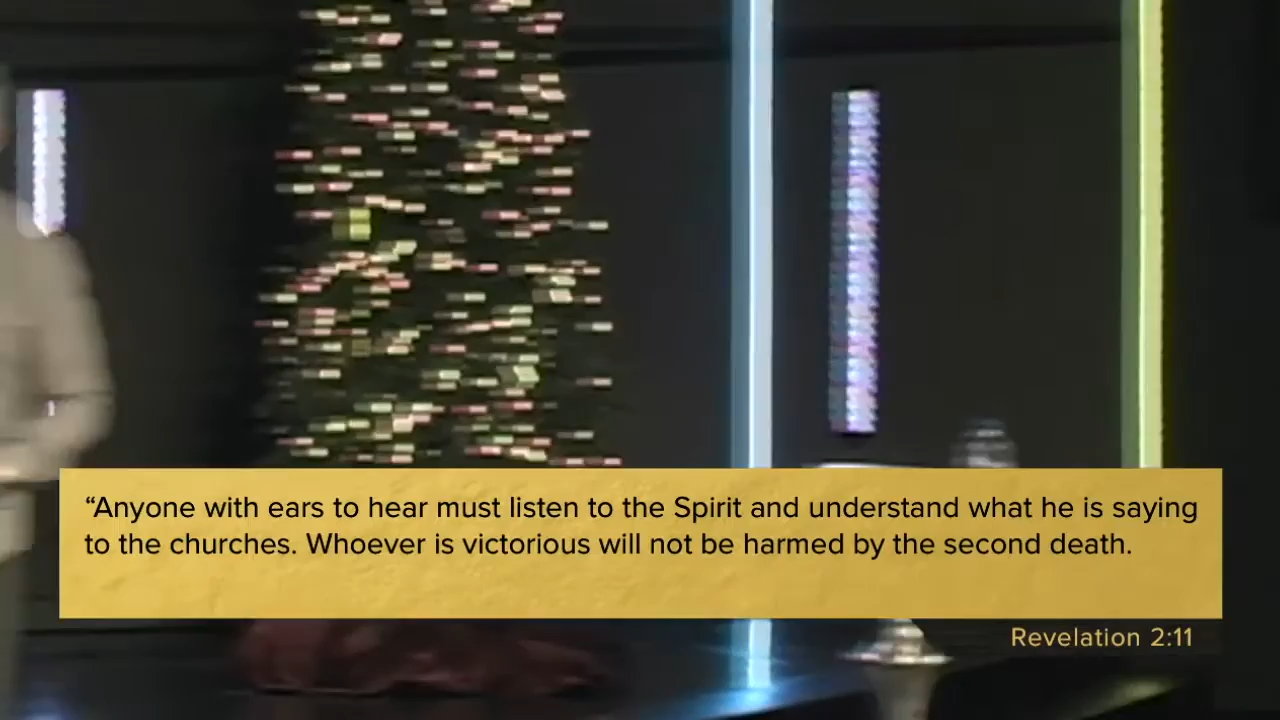 “Anyone with ears to hear must listen to the Spirit and understand what he is saying
to the churches. Whoever is victorious will not be harmed by the second death.
Revelation 2:11